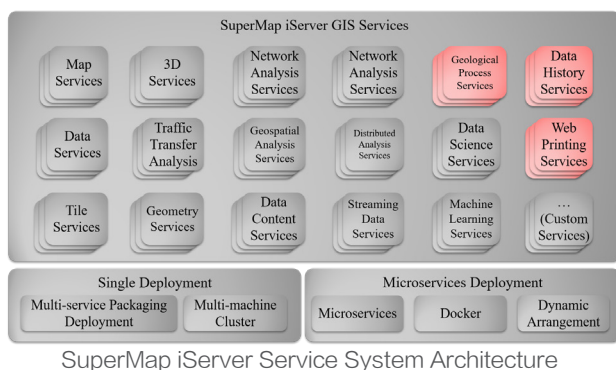 SuperMap iServer GIS Services
Map
Services
3D
Services
Network
Analysis
Services
Network
Analysis
Services
Geological
Process
Services
Data
History
Services
Data
Services
Traffic
Transfer
Analysis
Geospatial
Analysis
Services
Distributed
Analysis
Services
Data
Science
Services
Web
Printing
Services
Tile
Services
Geometry
Services
Data
Content
Services
Streaming
Data
Services
Machine
Learning
Services
…
(Custom
Services)
Single Deployment
Multi-service Packaging
Deployment
Multi-machine
Cluster
Microservices Deployment
Microservices
Docker
Dynamic
Arrangement
SuperMap iServer Service System Architecture